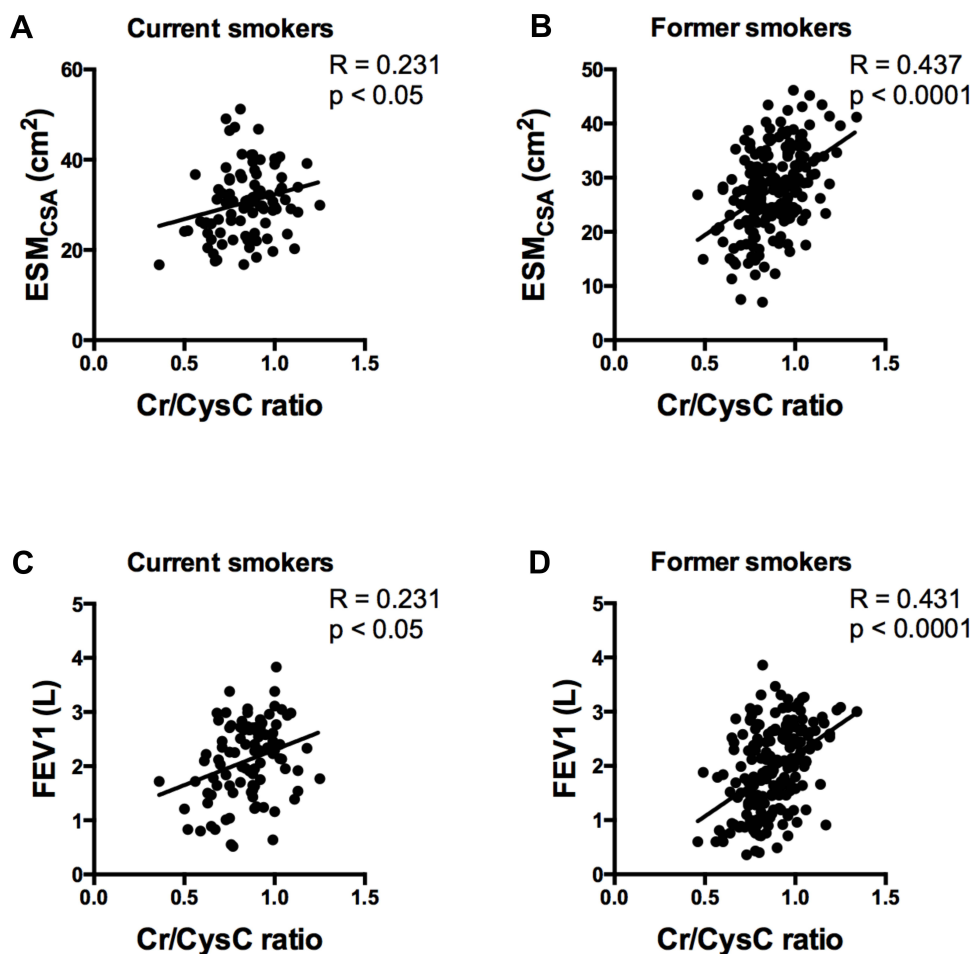 A
Current smokers
R = 0.231
p < 0.05
60
40
20
0
0.0
0.5
1.0
1.5
ESMCSA (cm2)
Cr/CysC ratio
B
Former smokers
R = 0.437
p < 0.0001
50
40
30
20
10
0
0.0
0.5
1.0
1.5
ESMCSA (cm2)
Cr/CysC ratio
C
Current smokers
R = 0.231
p < 0.05
5
4
3
2
1
0
0.0
0.5
1.0
1.5
FEV1 (L)
Cr/CysC ratio
D
Former smokers
R = 0.431
p < 0.0001
5
4
3
2
1
0
0.0
0.5
1.0
1.5
FEV1 (L)
Cr/CysC ratio